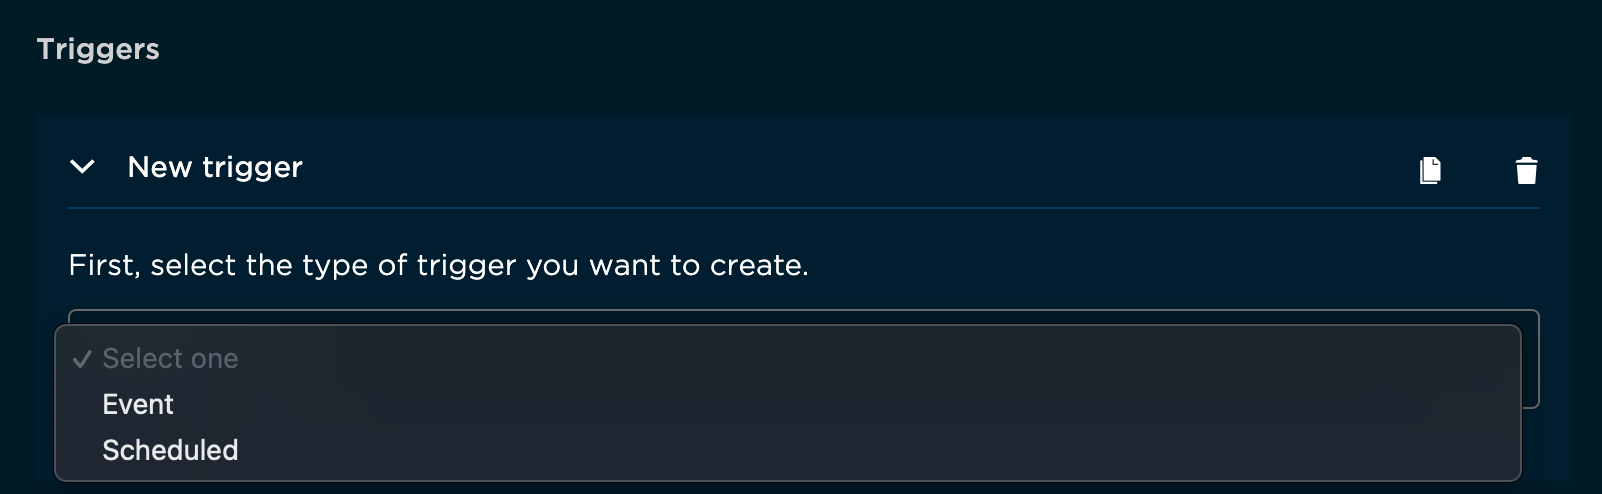 Triggers
New trigger
First, select the type of trigger you want to create.
Select one
Event
Scheduled